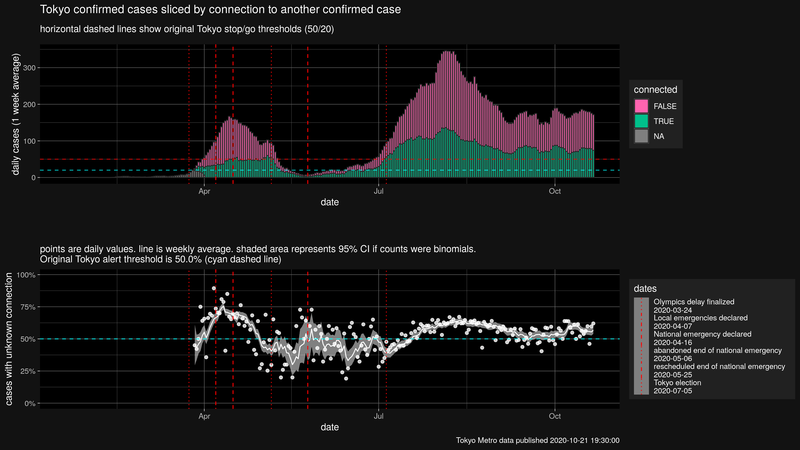 Tokyo confirmed cases sliced by connection to another confirmed case
horizontal dashed lines show original Tokyo stop/go thresholds (50/20)
daily cases (1 week average)
300
200
100
0
Apr
Jul
Oct
date
connected
FALSE
TRUE
NA
points are daily values. line is weekly average. shaded area represents 95% CI if counts were binomials.
Original Tokyo alert threshold is 50.0% (cyan dashed line)
cases with unknown connection
100%
75%
50%
25%
0%
Apr
Jul
Oct
date
dates
Olympics delay finalized
2020-03-24
Local emergencies declared
2020-04-07
National emergency declared
2020-04-16
abandoned end of national emergency
2020-05-06
rescheduled end of national emergency
2020-05-25
Tokyo election
2020-07-05
Tokyo Metro data published 2020-10-21 19:30:00